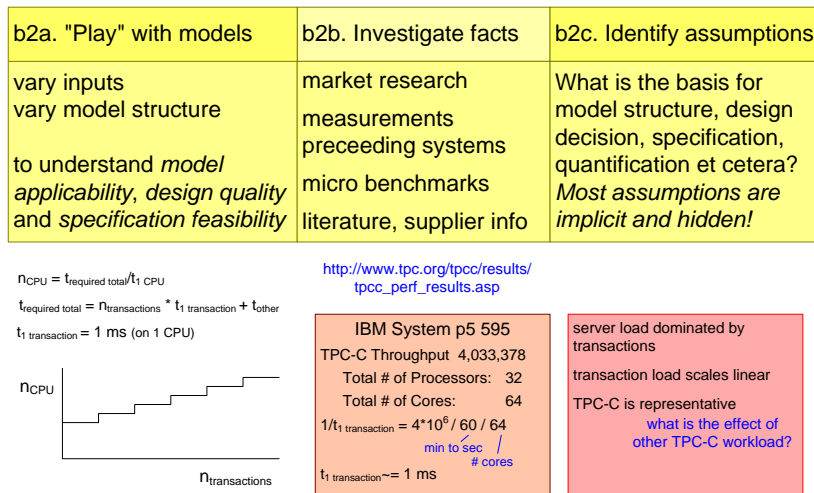 b2a. "Play" with models
vary inputs
vary model structure
to understand model
applicability, design quality
and specification feasibility
b2b. Investigate facts
market research
measurements
preceeding systems
micro benchmarks
literature, supplier info
b2c. Identify assumptions
What is the basis for
model structure, design
decision, specification,
quantification et cetera?
Most assumptions are
implicit and hidden!
nCPU = trequired total/t1 CPU
trequired total = ntransactions * t1 transaction + tother
t1 transaction = 1 ms (on 1 CPU)
nCPU
ntransactions
http://www.tpc.org/tpcc/results/
tpcc_perf_results.asp
IBM System p5 595
TPC-C Throughput 4,033,378
Total # of Processors: 32
Total # of Cores: 64
1/t1 transaction = 4*10^6 / 60 / 64
min to sec
# cores
t1 transaction~= 1 ms
server load dominated by
transactions
transaction load scales linear
TPC-C is representative
what is the effect of
other TPC-C workload?